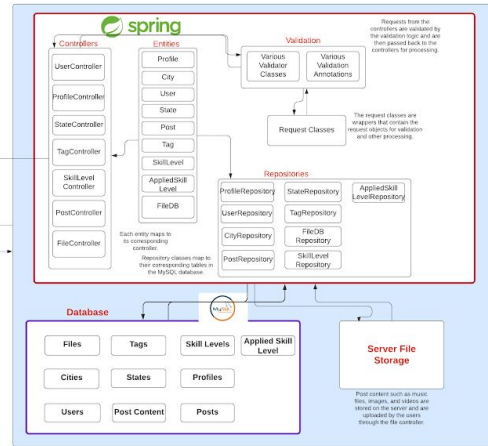 spring
Controllers
UserController
ProfileController
StateController
TagController
SkillLevel
Controller
PostController
FileController
Entities
Profile
City
User
State
Post
Tag
SkillLevel
AppliedSkill
Level
FileDB
Each entity maps to
its corresponding
controller.
Validation
Various
Validator
Classes
Various
Validation
Annotations
Requests from the
controllers are validated by
the validation logic and are
then passed back to the
controllers for processing.
Request Classes
The request classes are
wrappers that contain the
request objects for validation
and other processing.
Repositories
ProfileRepository
UserRepository
CityRepository
PostRepository
StateRepository
TagRepository
FileDB
Repository
SkillLevel
Repository
AppliedSkill
LevelRepository
Repository classes map to
their corresponding tables in
the MySQL database.
MySQL
Database
Files
Tags
Skill Levels
Applied Skill
Level
Cities
States
Profiles
Users
Post Content
Posts
Server File
Storage
Post content such as music
files, images, and videos are
stored on the server and are
uploaded by the users
through the file controller.